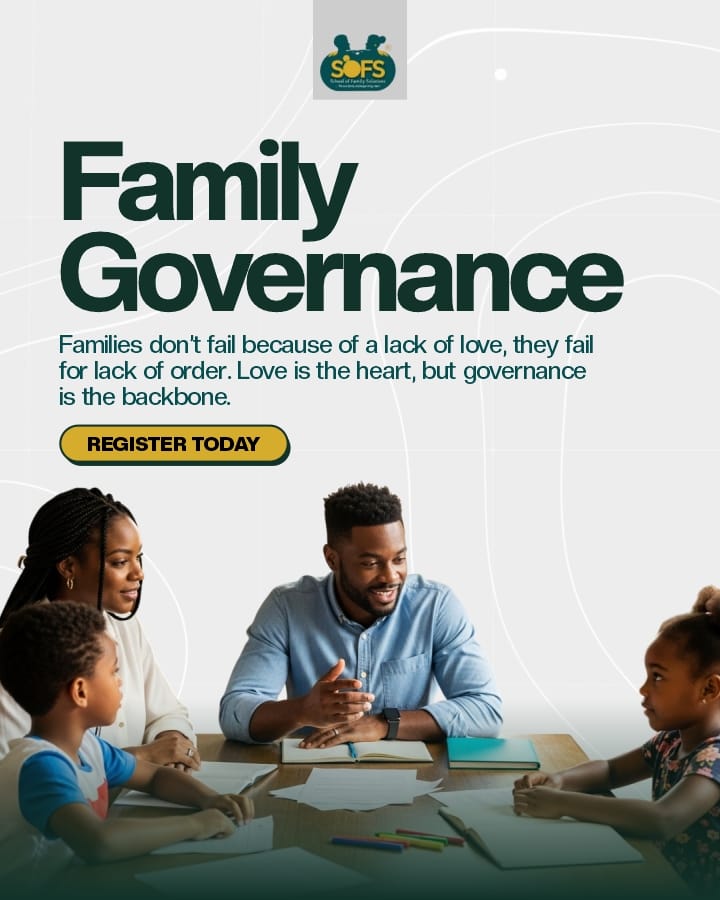 SOFS
School of Family Solutions
Family
Governance
Families don't fail because of a lack of love, they fail
for lack of order. Love is the heart, but governance
is the backbone.
REGISTER TODAY